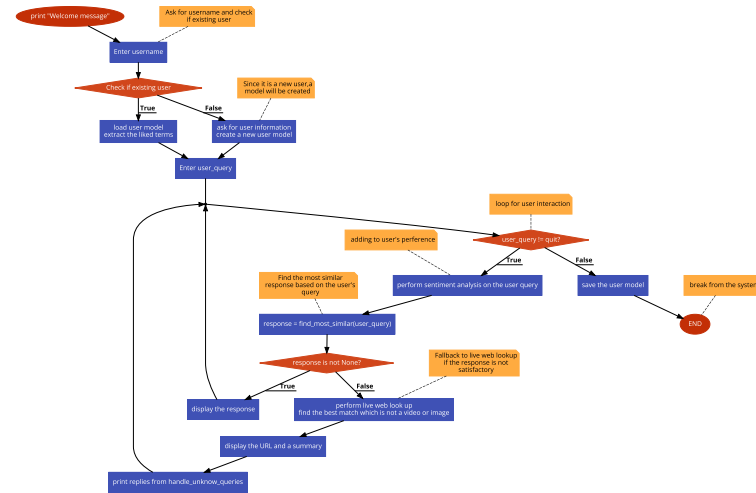 print "Welcome message"
Ask for username and check
if existing user
Enter username
Check if existing user
Since it is a new user,a
model will be created
True
False
load user model
extract the liked terms
ask for user information
create a new user model
Enter user_query
loop for user interaction
adding to user's perference
user_query != quit?
True
False
Find the most similar
response based on the user's
query
perform sentiment analysis on the user query
save the user model
break from the system
response = find_most_similar(user_query)
END
response is not None?
Fallback to live web lookup
if the response is not
satisfactory
True
False
display the response
perform live web look up
find the best match which is not a video or image
display the URL and a summary
print replies from handle_unknow_queries